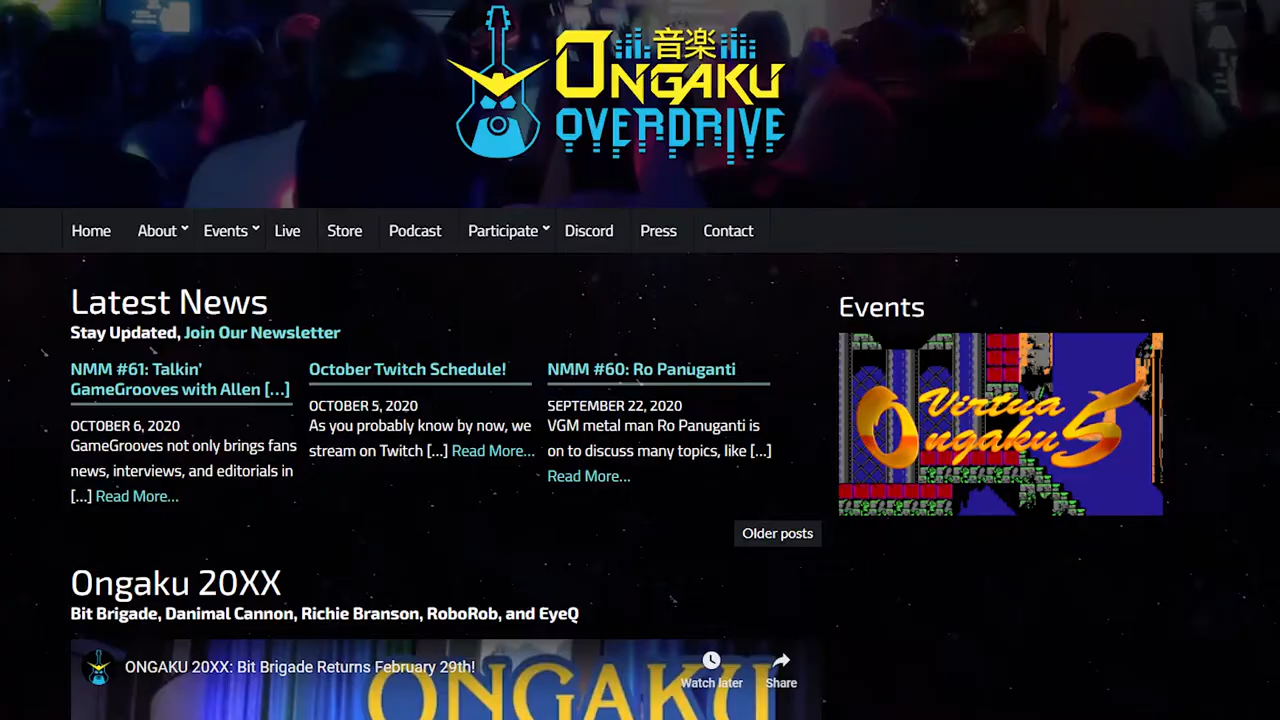 音楽
ONGAKU
OVERDRIVE
Home About Events Live Store Podcast Participate Discord Press Contact
Latest News
Stay Updated, Join Our Newsletter
NMM #61: Talkin'
GameGrooves with Allen [...]
OCTOBER 6, 2020
GameGrooves not only brings fans
news, interviews, and editorials in
[...] Read More...
October Twitch Schedule!
OCTOBER 5, 2020
As you probably know by now, we
stream on Twitch [...] Read More...
NMM #60: Ro Panuganti
SEPTEMBER 22, 2020
VGM metal man Ro Panuganti is
on to discuss many topics, like [...]
Read More...
Older posts
Events
Virtua
Ongaku 5
Ongaku 20XX
Bit Brigade, Danimal Cannon, Richie Branson, RoboRob, and EyeQ
ONGAKU 20XX: Bit Brigade Returns February 29th!
Watch later Share
ONGAKU